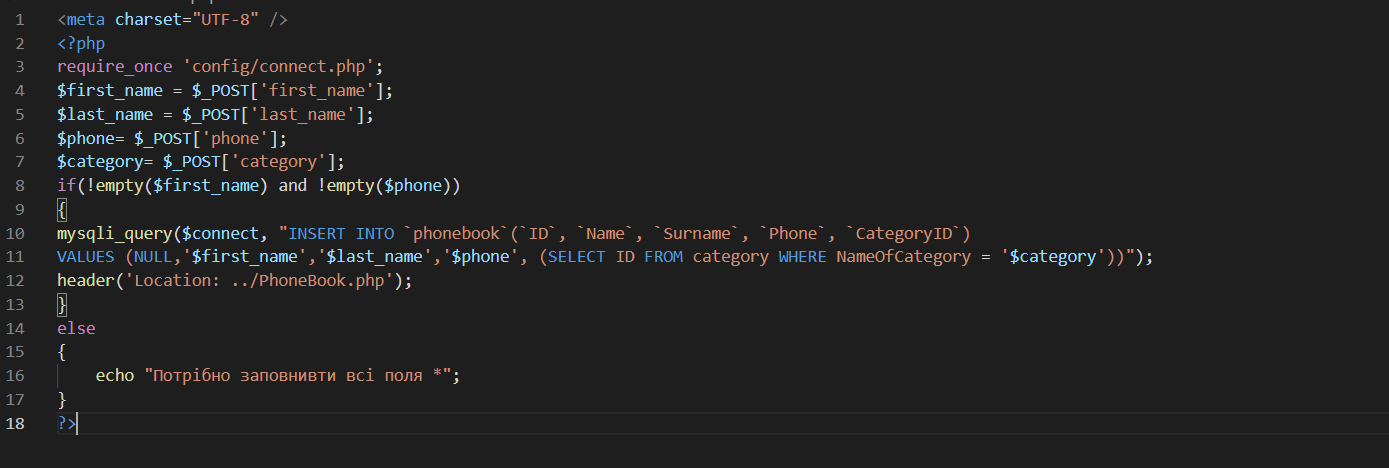 1 <meta charset="UTF-8" />
2 <?php
3 require_once 'config/connect.php';
4 $first_name = $_POST['first_name'];
5 $last_name = $_POST['last_name'];
6 $phone= $_POST['phone'];
7 $category= $_POST['category'];
8 if(!empty($first_name) and !empty($phone))
9 {
10 mysqli_query($connect, "INSERT INTO `phonebook`(`ID`, `Name`, `Surname`, `Phone`, `CategoryID`)
11 VALUES (NULL,'$first_name','$last_name','$phone', (SELECT ID FROM category WHERE NameOfCategory = '$category'))");
12 header('Location: ../PhoneBook.php');
13 }
14 else
15 {
16     echo "Потрібно заповнивти всі поля *";
17 }
18 ?>